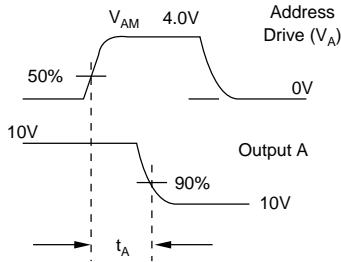 V_AM 4.0V Address
Drive (V_A)
50%
0V
10V
Output A
90%
10V
t_A